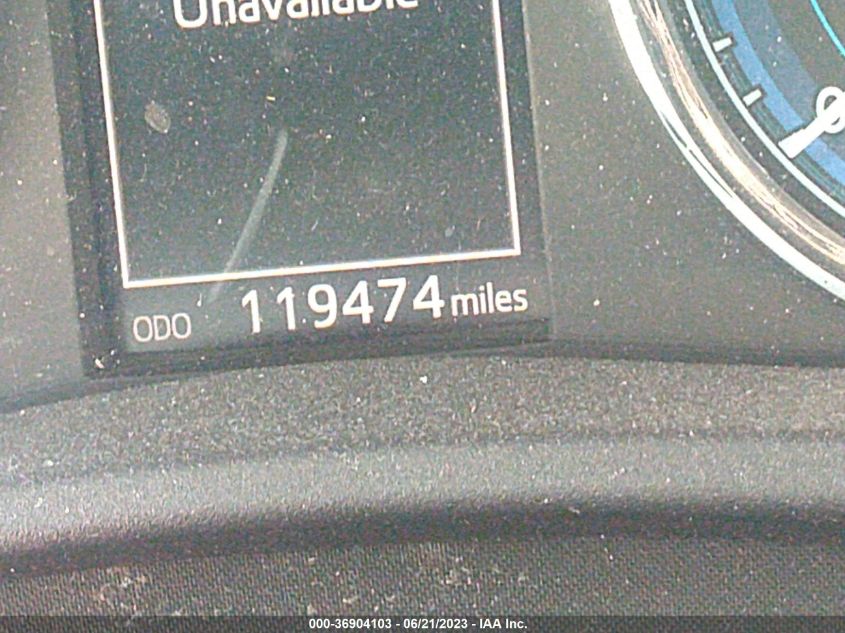 Unavailable
ODO 119474 miles
000-36904103 - 06/21/2023 - IAA Inc.